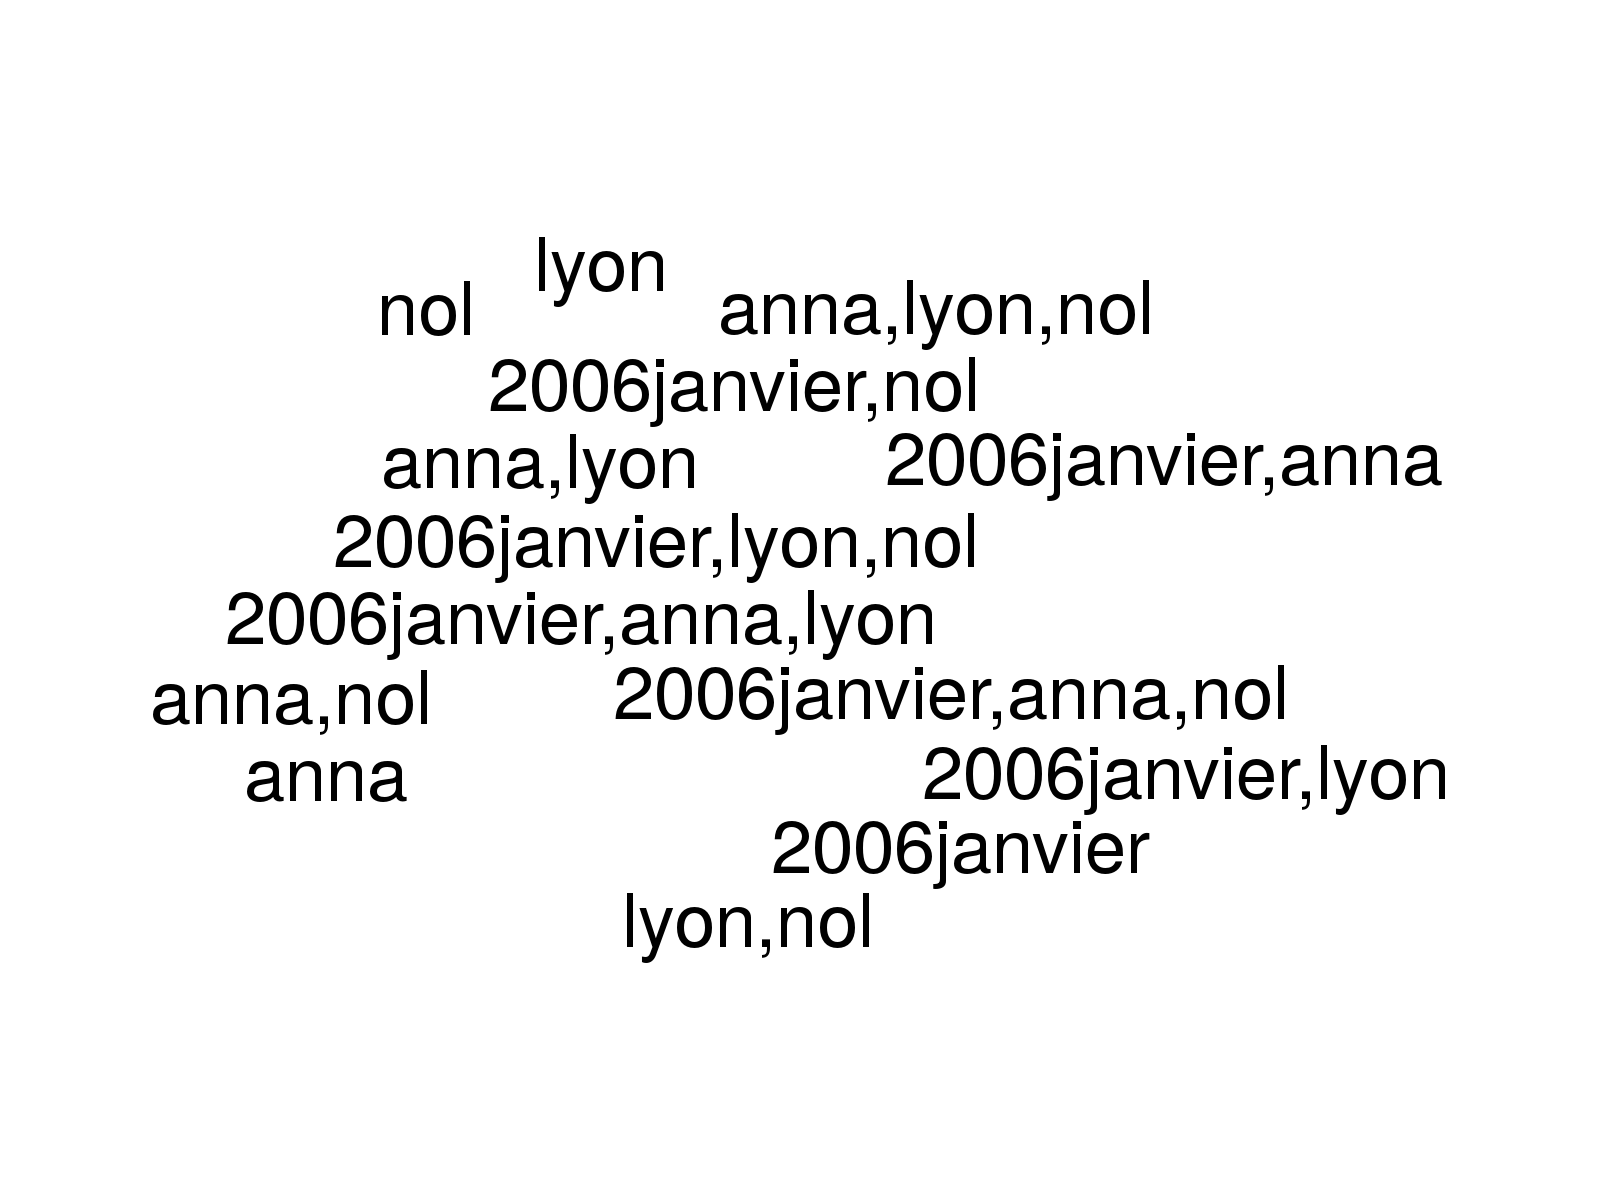 lyon
nol
anna,lyon,nol
2006janvier,nol
anna,lyon
2006janvier,anna
2006janvier,lyon,nol
2006janvier,anna,lyon
anna,nol
2006janvier,anna,nol
anna
2006janvier,lyon
2006janvier
lyon,nol